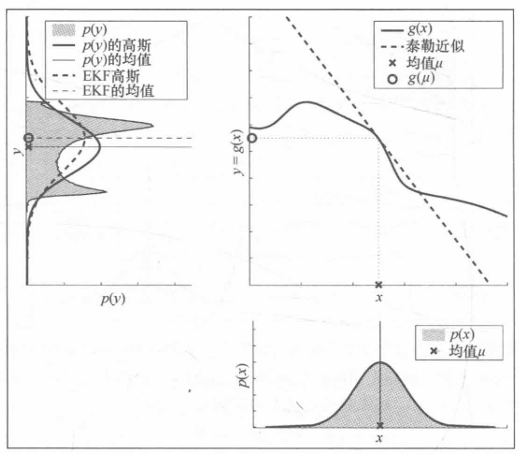 p(y)
p(y)的高斯
p(y)的均值
EKF高斯
EKF的均值
y
p(y)
g(x)
泰勒近似
均值μ
g(μ)
y = g(x)
x
p(x)
均值μ
p(x)
x